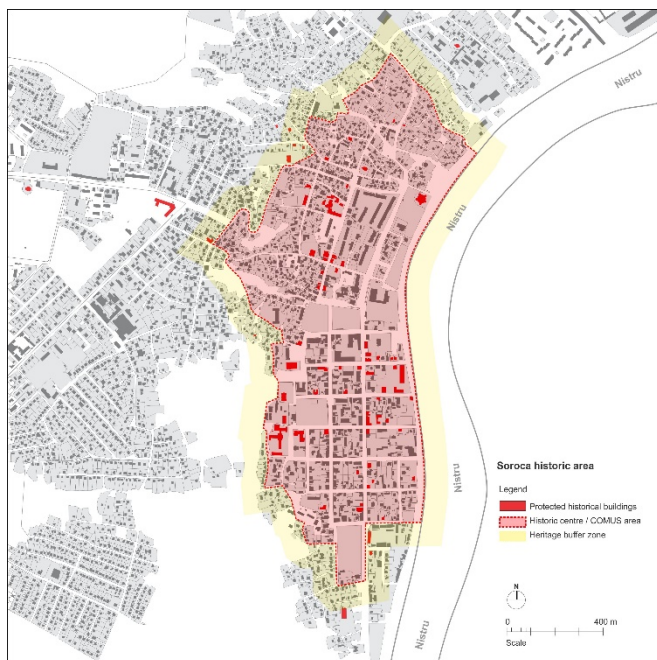 Nistru
Nistru
Nistru
Nistru
Soroca historic area
Legend
Protected historical buildings
Historic centre / COMUS area
Heritage buffer zone
N
0 400 m
Scale